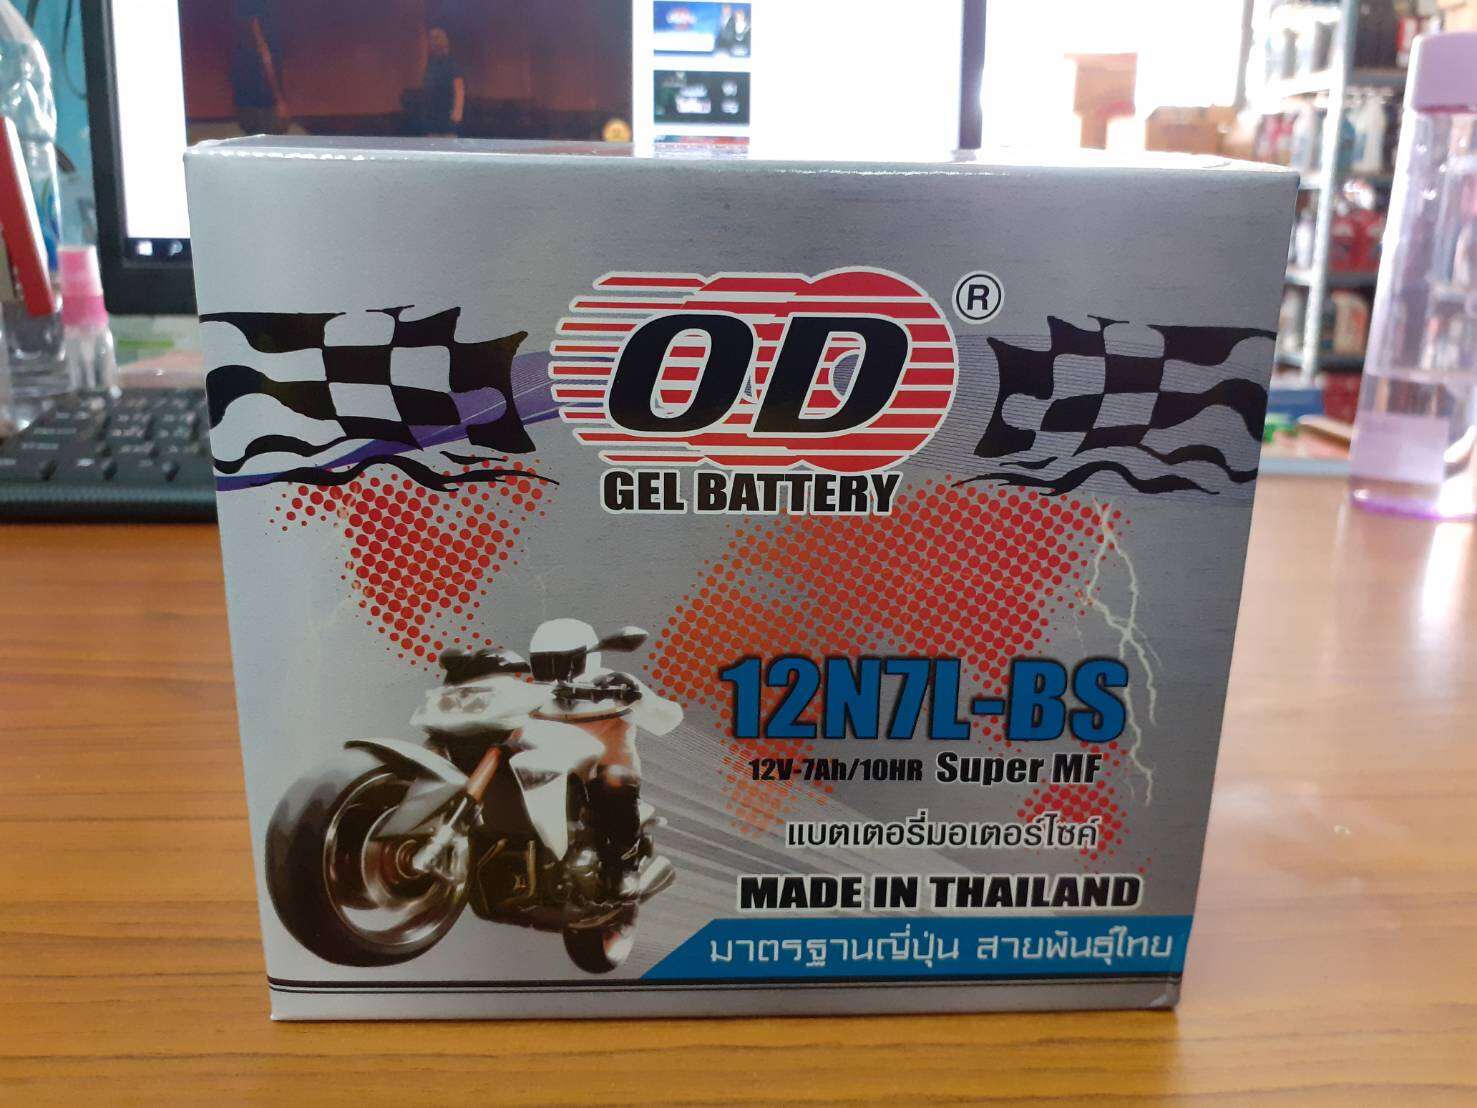 OD ®
GEL BATTERY
12N7L-BS
12V-7Ah/10HR Super MF
แบตเตอรี่มอเตอร์ไซค์
MADE IN THAILAND
มาตรฐานญี่ปุ่น สายพันธุ์ไทย